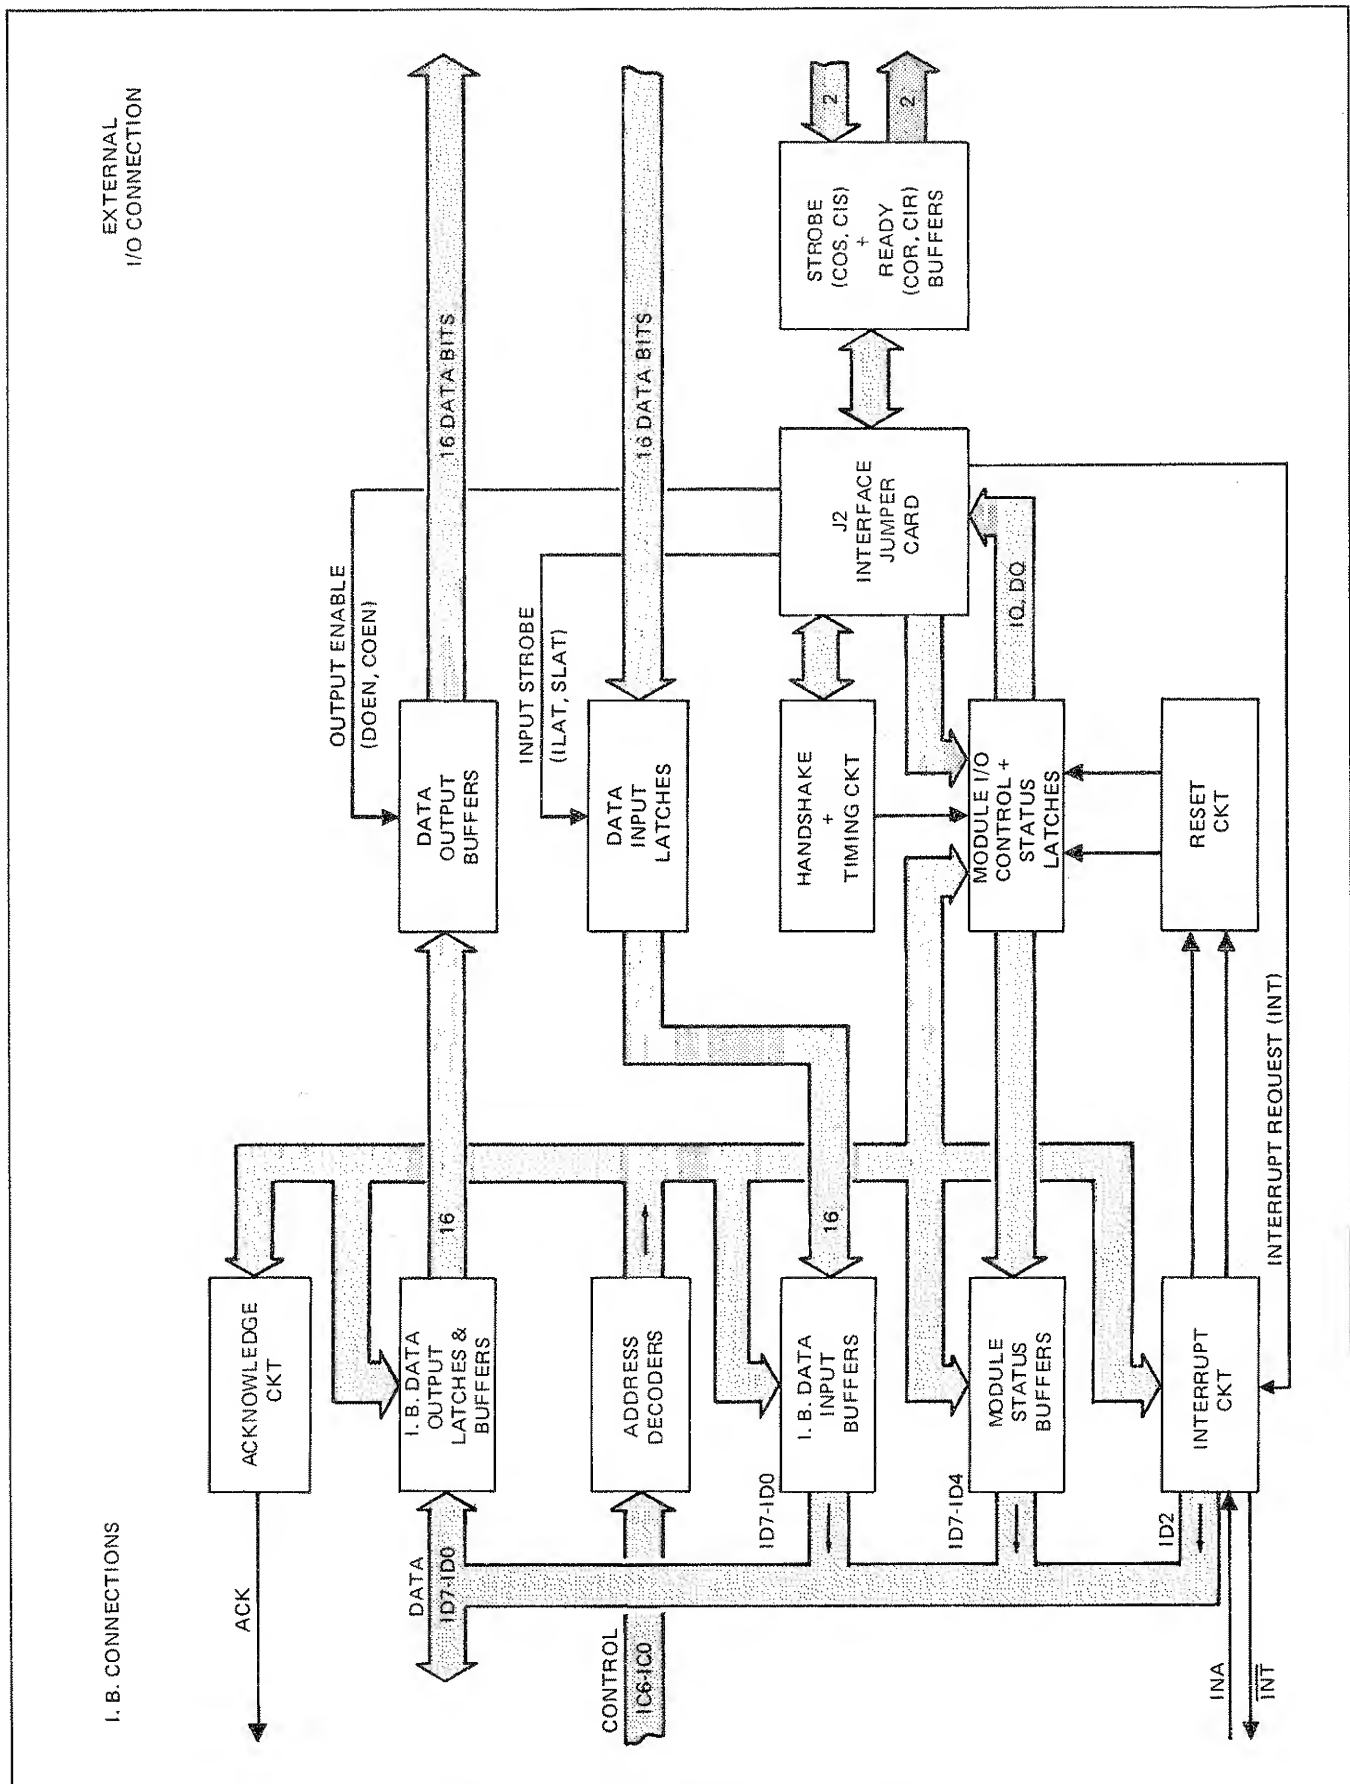 I. B. CONNECTIONS
EXTERNAL
I/O CONNECTION
ACK
ACKNOWLEDGE
CKT
OUTPUT ENABLE
(DOEN, COEN)
DATA
ID7-ID0
I. B. DATA
OUTPUT
LATCHES &
BUFFERS
16
DATA
OUTPUT
BUFFERS
16 DATA BITS
INPUT STROBE
(ILAT, SLAT)
CONTROL
IC6-IC0
ADDRESS
DECODERS
DATA
INPUT
LATCHES
16 DATA BITS
ID7-ID0
I. B. DATA
INPUT
BUFFERS
16
HANDSHAKE
+
TIMING CKT
J2
INTERFACE
JUMPER
CARD
STROBE
(COS, CIS)
+
READY
(COR, CIR)
BUFFERS
2
2
ID7-ID4
MODULE
STATUS
BUFFERS
MODULE I/O
CONTROL +
STATUS
LATCHES
IQ, DQ
ID2
INA
INT
INTERRUPT
CKT
RESET
CKT
INTERRUPT REQUEST (INT)